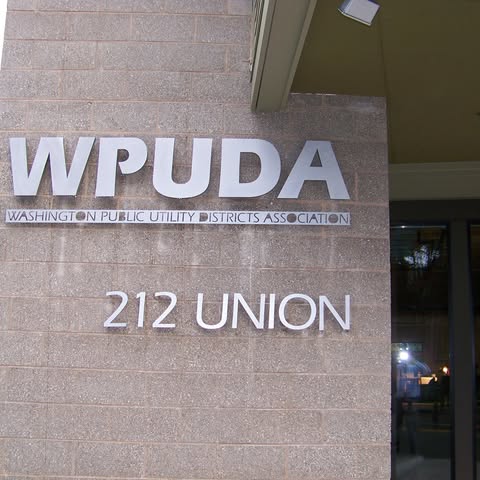 WPUDA
WASHINGTON PUBLIC UTILITY DISTRICTS ASSOCIATION
212 UNION